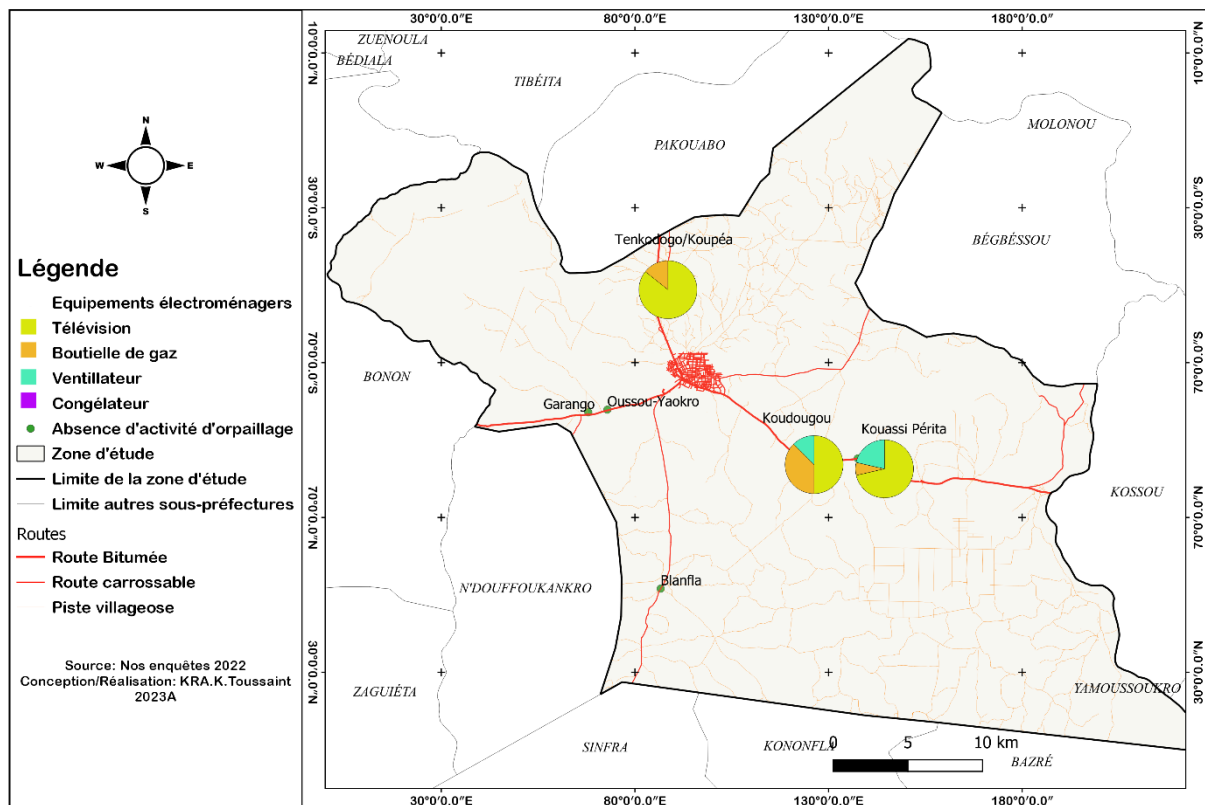 30°0'0.0"E 80°0'0.0"E 130°0'0.0"E 180°0'0.0"E
10°0'0.0"N
30°0'0.0"S
70°0'0.0"S
70°0'0.0"N
30°0'0.0"N
10°0'0.0"N
30°0'0.0"S
70°0'0.0"S
70°0'0.0"N
30°0'0.0"N
30°0'0.0"E 80°0'0.0"E 130°0'0.0"E 180°0'0.0"E
N
W E
S
Légende
Equipements électroménagers
Télévision
Boutielle de gaz
Ventillateur
Congélateur
Absence d'activité d'orpaillage
Zone d'étude
Limite de la zone d'étude
Limite autres sous-préfectures
Routes
Route Bitumée
Route carrossable
Piste villageose
Source: Nos enquêtes 2022
Conception/Réalisation: KRA.K.Toussaint
2023A
ZUENOULA
BÉDIALA
TIBÉITA
PAKOUABO
MOLONOU
BÉGBÉSSOU
Tenkodogo/Koupéa
BONON
Garango
Oussou-Yaokro
Koudougou
Kouassi Périta
KOSSOU
N'DOUFFOUKANKRO
Blanfla
ZAGUIÉTA
YAMOUSSOUKRO
SINFRA
KONONFLA
BAZRÉ
0 5 10 km